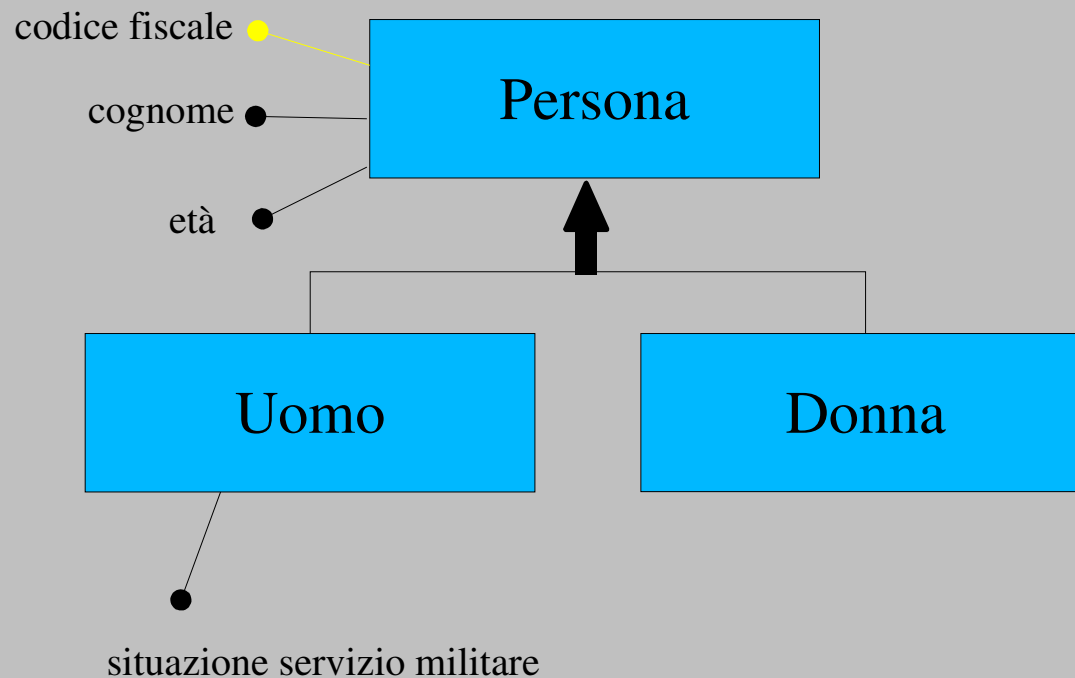 codice fiscale
Persona
cognome
età
Uomo
Donna
situazione servizio militare